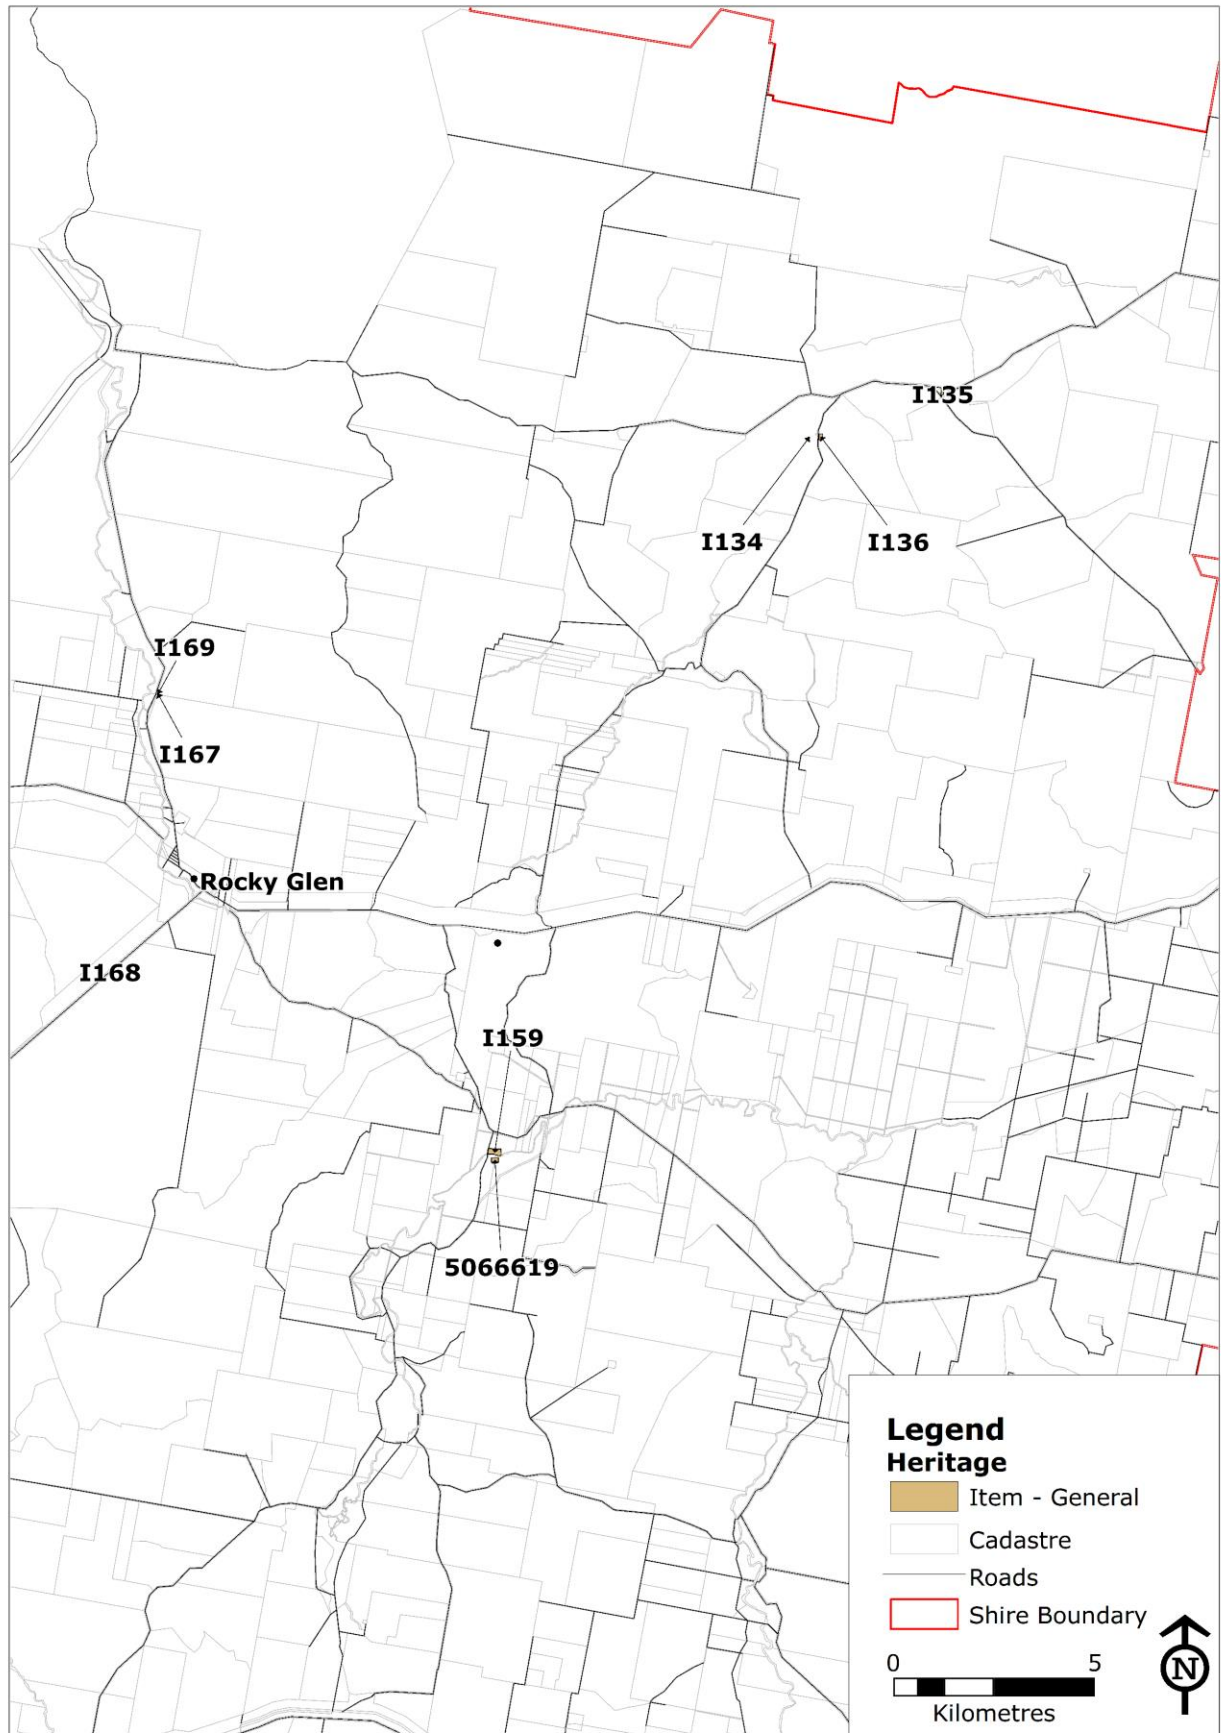 I135
I134
I136
I169
I167
Rocky Glen
I168
I159
5066619
Legend
Heritage
Item - General
Cadastre
Roads
Shire Boundary
0 5
Kilometres
N